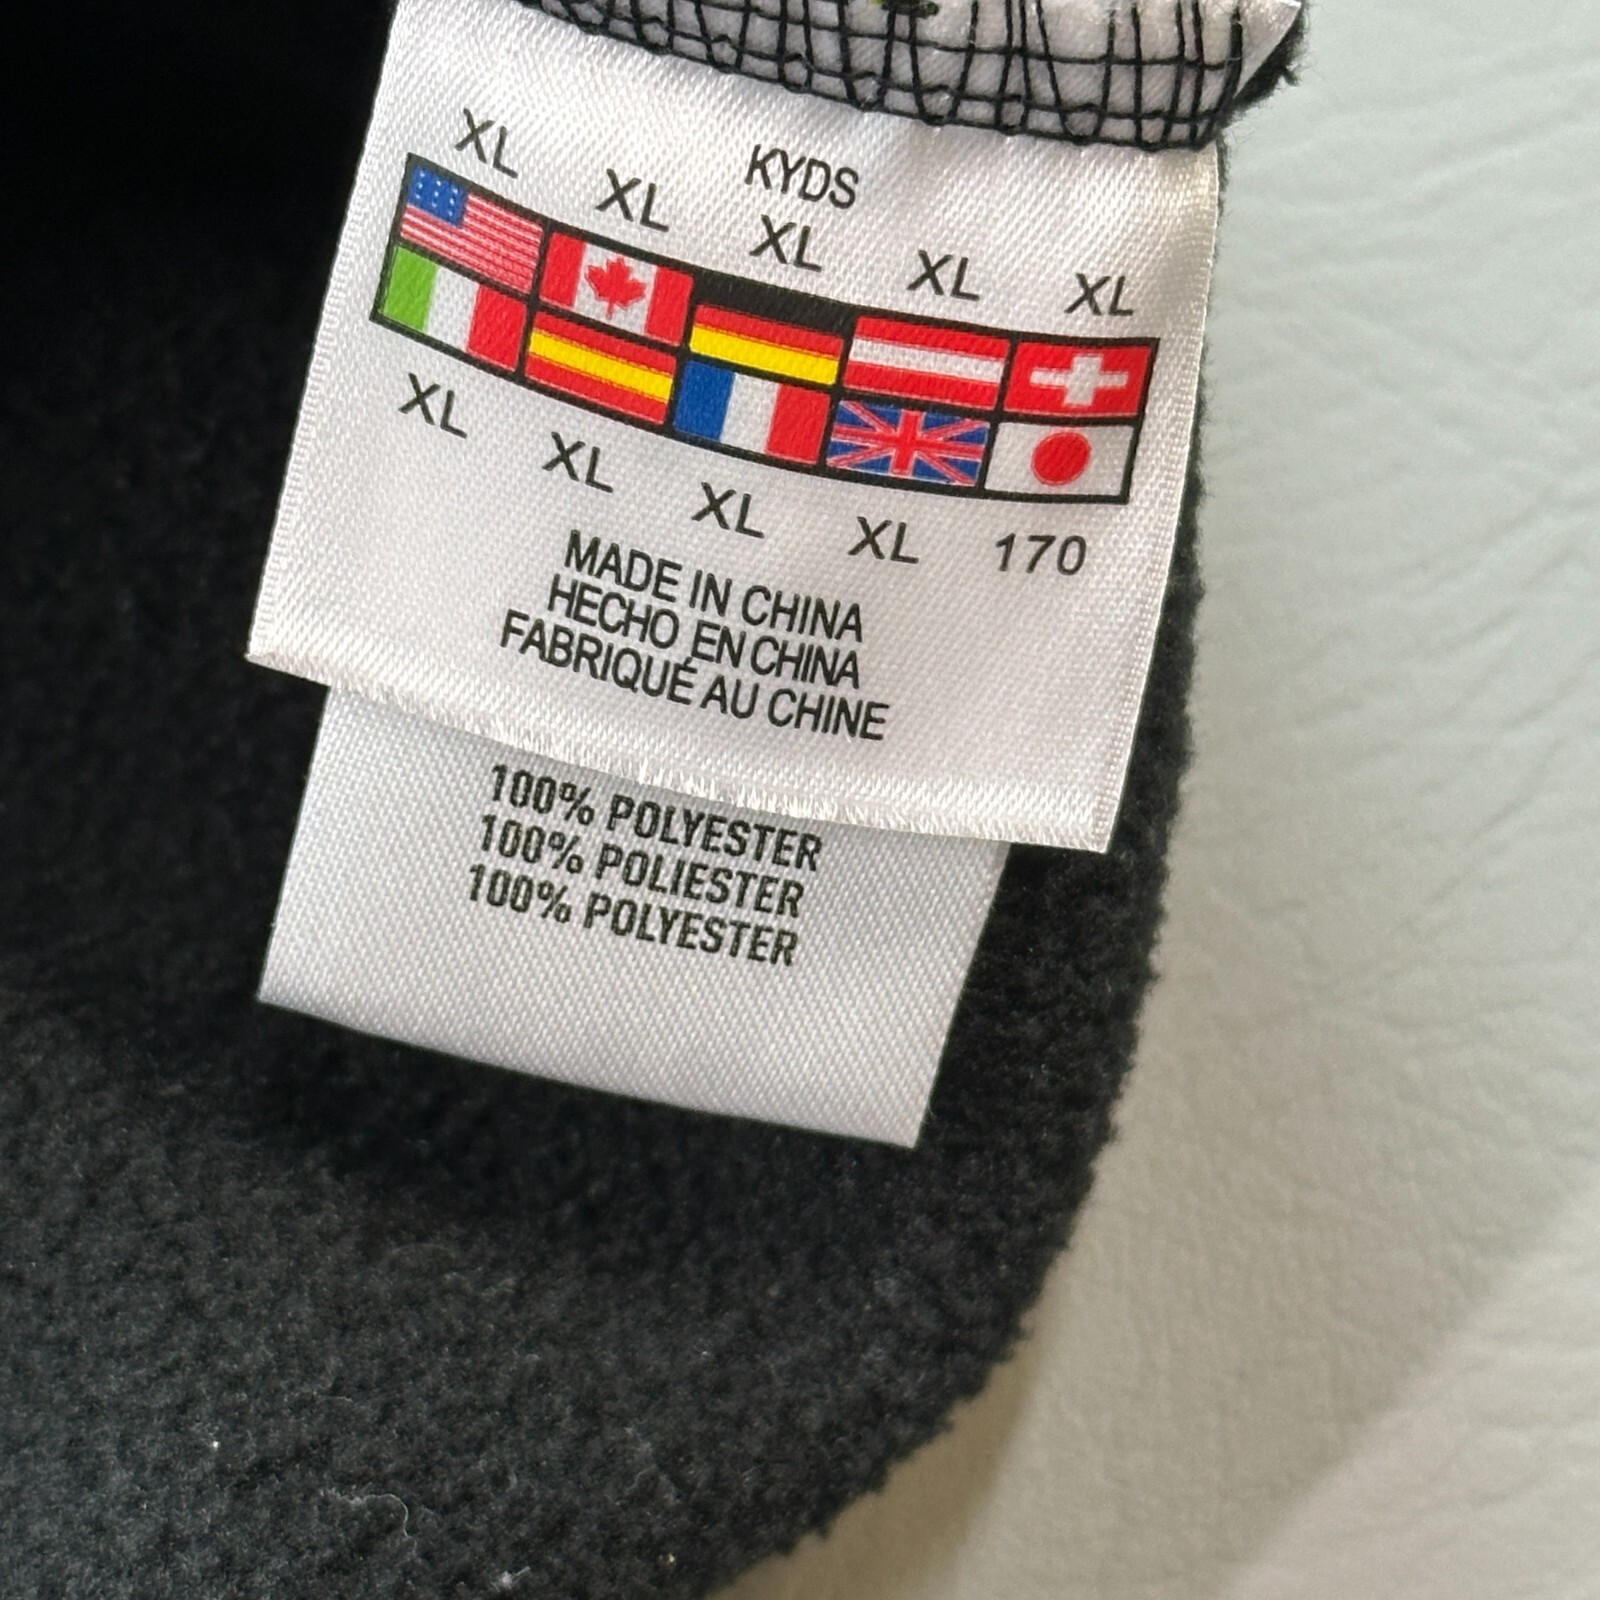 KYDS
XL XL XL XL XL
XL XL XL XL 170
MADE IN CHINA
HECHO EN CHINA
FABRIQUÉ AU CHINE
100% POLYESTER
100% POLIESTER
100% POLYESTER